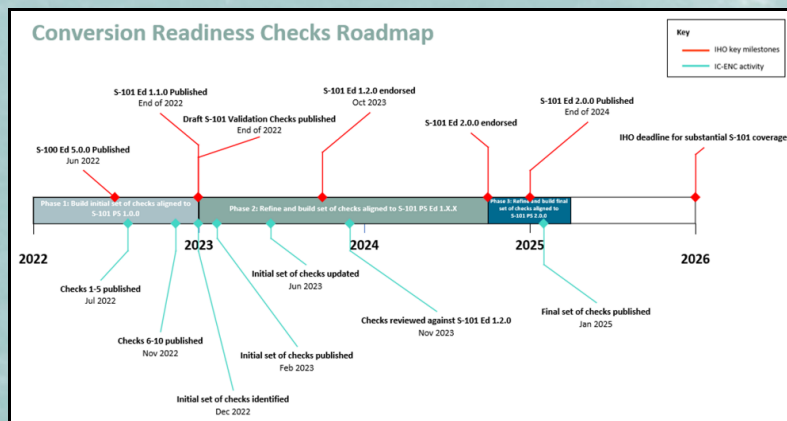 Conversion Readiness Checks Roadmap
Key
IHO key milestones
IC-ENC activity
S-101 Ed 1.1.0 Published
End of 2022
S-101 Ed 1.2.0 endorsed
Oct 2023
S-101 Ed 2.0.0 Published
End of 2024
Draft S-101 Validation Checks published
End of 2022
S-101 Ed 2.0.0 endorsed
IHO deadline for substantial S-101 coverage
S-100 Ed 5.0.0 Published
Jun 2022
Phase 1: Build initial set of checks aligned to
S-101 PS 1.0.0
Phase 2: Refine and build set of checks aligned to S-101 PS Ed 1.X.X
Phase 3: Refine and build final
set of checks aligned to
S-101 PS 2.0.0
2022
2023
2024
2025
2026
Checks 1-5 published
Jul 2022
Initial set of checks updated
Jun 2023
Final set of checks published
Jan 2025
Checks reviewed against S-101 Ed 1.2.0
Nov 2023
Checks 6-10 published
Nov 2022
Initial set of checks published
Feb 2023
Initial set of checks identified
Dec 2022